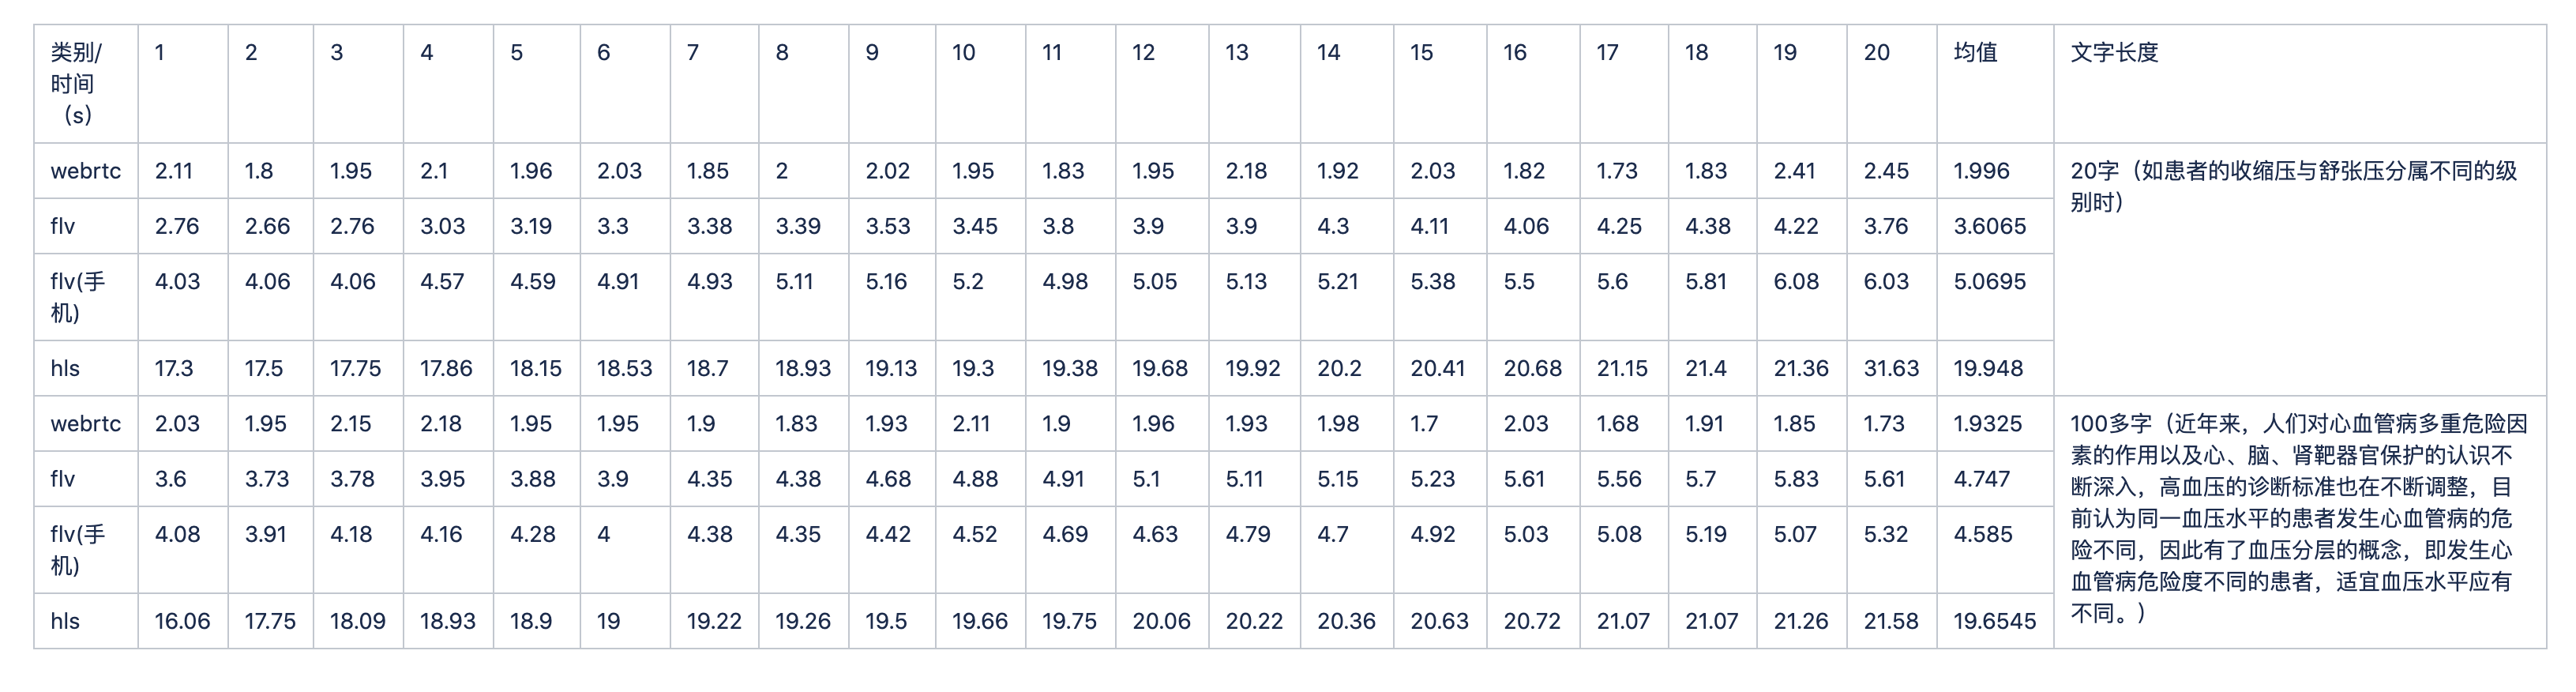 类别/时间（s） 1 2 3 4 5 6 7 8 9 10 11 12 13 14 15 16 17 18 19 20 均值 文字长度
webrtc 2.11 1.8 1.95 2.1 1.96 2.03 1.85 2 2.02 1.95 1.83 1.95 2.18 1.92 2.03 1.82 1.73 1.83 2.41 2.45 1.996 20字（如患者的收缩压与舒张压分属不同的级别时）
flv 2.76 2.66 2.76 3.03 3.19 3.3 3.38 3.39 3.53 3.45 3.8 3.9 3.9 4.3 4.11 4.06 4.25 4.38 4.22 3.76 3.6065
flv(手机) 4.03 4.06 4.06 4.57 4.59 4.91 4.93 5.11 5.16 5.2 4.98 5.05 5.13 5.21 5.38 5.5 5.6 5.81 6.08 6.03 5.0695
hls 17.3 17.5 17.75 17.86 18.15 18.53 18.7 18.93 19.13 19.3 19.38 19.68 19.92 20.2 20.41 20.68 21.15 21.4 21.36 31.63 19.948
webrtc 2.03 1.95 2.15 2.18 1.95 1.95 1.9 1.83 1.93 2.11 1.9 1.96 1.93 1.98 1.7 2.03 1.68 1.91 1.85 1.73 1.9325 100多字（近年来，人们对心血管病多重危险因素的作用以及心、脑、肾靶器官保护的认识不断深入，高血压的诊断标准也在不断调整，目前认为同一血压水平的患者发生心血管病的危险不同，因此有了血压分层的概念，即发生心血管病危险度不同的患者，适宜血压水平应有不同。）
flv 3.6 3.73 3.78 3.95 3.88 3.9 4.35 4.38 4.68 4.88 4.91 5.1 5.11 5.15 5.23 5.61 5.56 5.7 5.83 5.61 4.747
flv(手机) 4.08 3.91 4.18 4.16 4.28 4 4.38 4.35 4.42 4.52 4.69 4.63 4.79 4.7 4.92 5.03 5.08 5.19 5.07 5.32 4.585
hls 16.06 17.75 18.09 18.93 18.9 19 19.22 19.26 19.5 19.66 19.75 20.06 20.22 20.36 20.63 20.72 21.07 21.07 21.26 21.58 19.6545